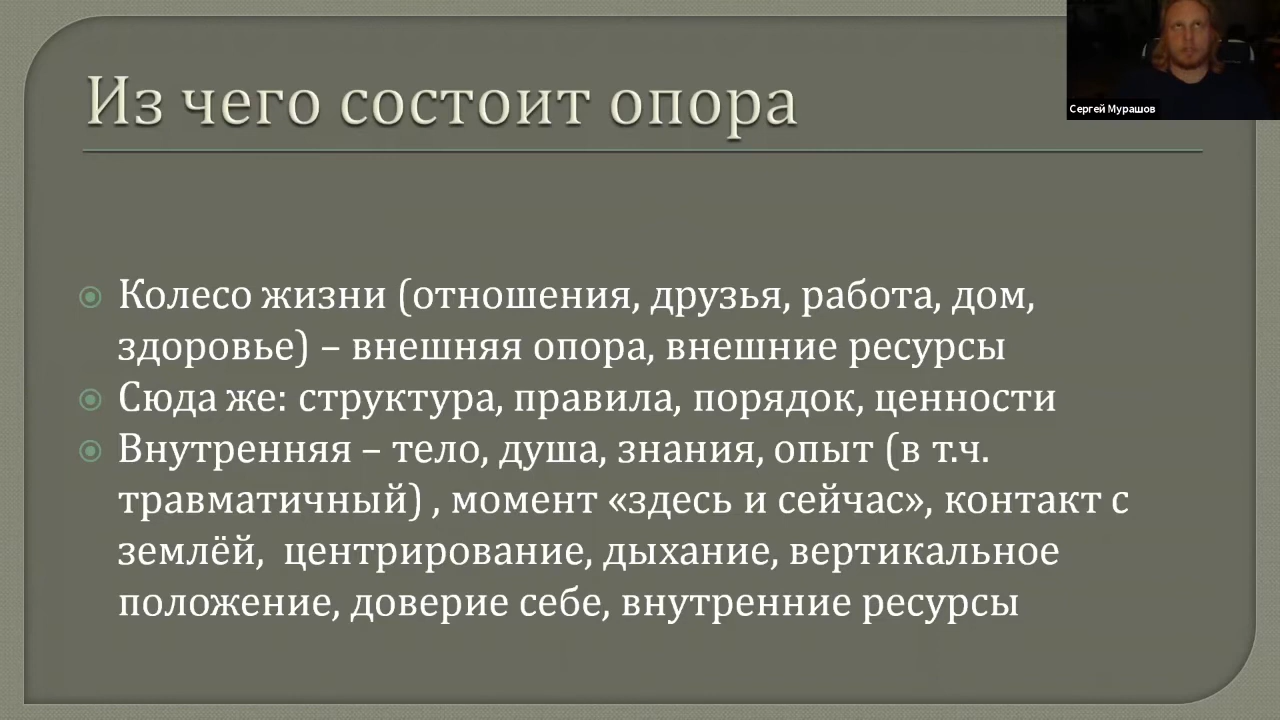 Из чего состоит опора
Сергей Мурашов
Колесо жизни (отношения, друзья, работа, дом,
здоровье) – внешняя опора, внешние ресурсы
Сюда же: структура, правила, порядок, ценности
Внутренняя – тело, душа, знания, опыт (в т.ч.
травматичный) , момент «здесь и сейчас», контакт с
землёй,  центрирование, дыхание, вертикальное
положение, доверие себе, внутренние ресурсы